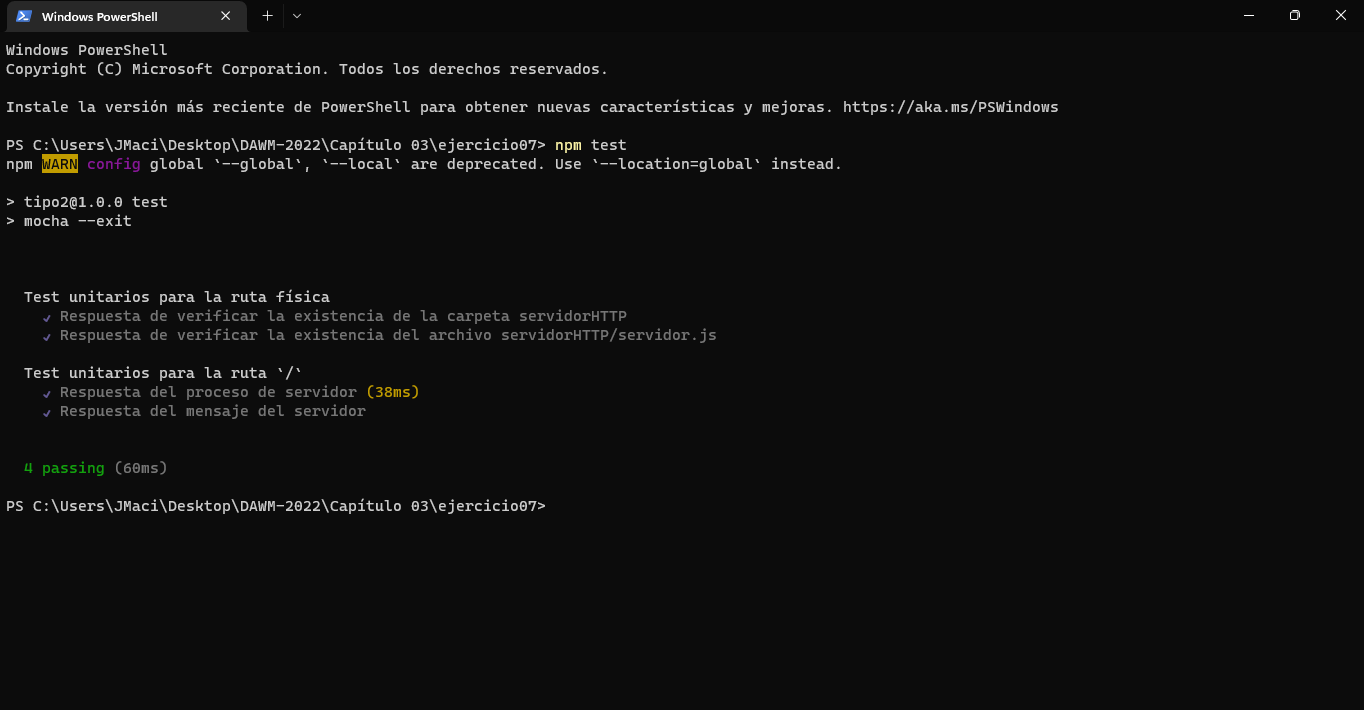 Windows PowerShell
Windows PowerShell
Copyright (C) Microsoft Corporation. Todos los derechos reservados.
Instale la versión más reciente de PowerShell para obtener nuevas características y mejoras. https://aka.ms/PSWindows
PS C:\Users\JMaci\Desktop\DAWM-2022\Capítulo 03\ejercicio07> npm test
npm WARN config global `--global`, `--local` are deprecated. Use `--location=global` instead.
> tipo2@1.0.0 test
> mocha --exit
Test unitarios para la ruta física
✔ Respuesta de verificar la existencia de la carpeta servidorHTTP
✔ Respuesta de verificar la existencia del archivo servidorHTTP/servidor.js
Test unitarios para la ruta `/`
✔ Respuesta del proceso de servidor (38ms)
✔ Respuesta del mensaje del servidor
4 passing (60ms)
PS C:\Users\JMaci\Desktop\DAWM-2022\Capítulo 03\ejercicio07>